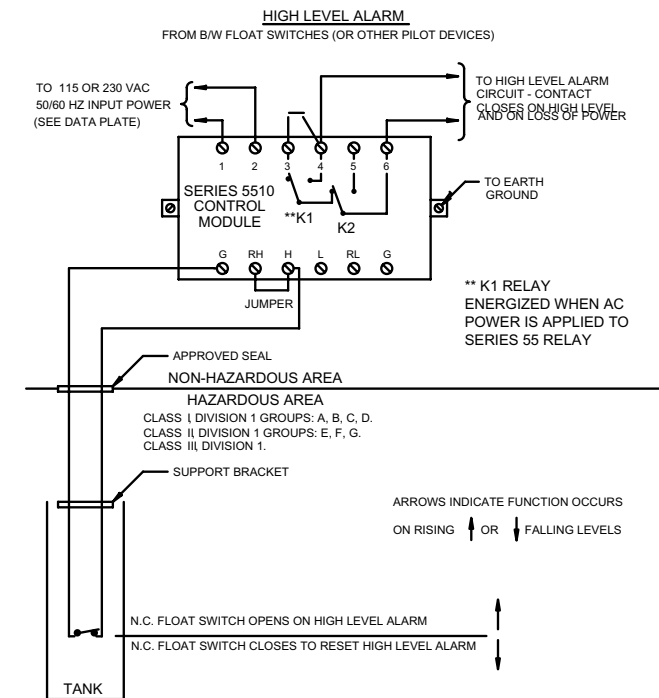 HIGH LEVEL ALARM
FROM B/W FLOAT SWITCHES (OR OTHER PILOT DEVICES)
TO 115 OR 230 VAC
50/60 HZ INPUT POWER
(SEE DATA PLATE)
TO HIGH LEVEL ALARM
CIRCUIT - CONTACT
CLOSES ON HIGH LEVEL
AND ON LOSS OF POWER
1 2 3 4 5 6
SERIES 5510
CONTROL
MODULE
**K1
K2
TO EARTH
GROUND
G RH H L RL G
JUMPER
** K1 RELAY
ENERGIZED WHEN AC
POWER IS APPLIED TO
SERIES 55 RELAY
APPROVED SEAL
NON-HAZARDOUS AREA
HAZARDOUS AREA
CLASS I, DIVISION 1 GROUPS: A, B, C, D.
CLASS II, DIVISION 1 GROUPS: E, F, G.
CLASS III, DIVISION 1.
SUPPORT BRACKET
ARROWS INDICATE FUNCTION OCCURS
ON RISING OR FALLING LEVELS
N.C. FLOAT SWITCH OPENS ON HIGH LEVEL ALARM
N.C. FLOAT SWITCH CLOSES TO RESET HIGH LEVEL ALARM
TANK